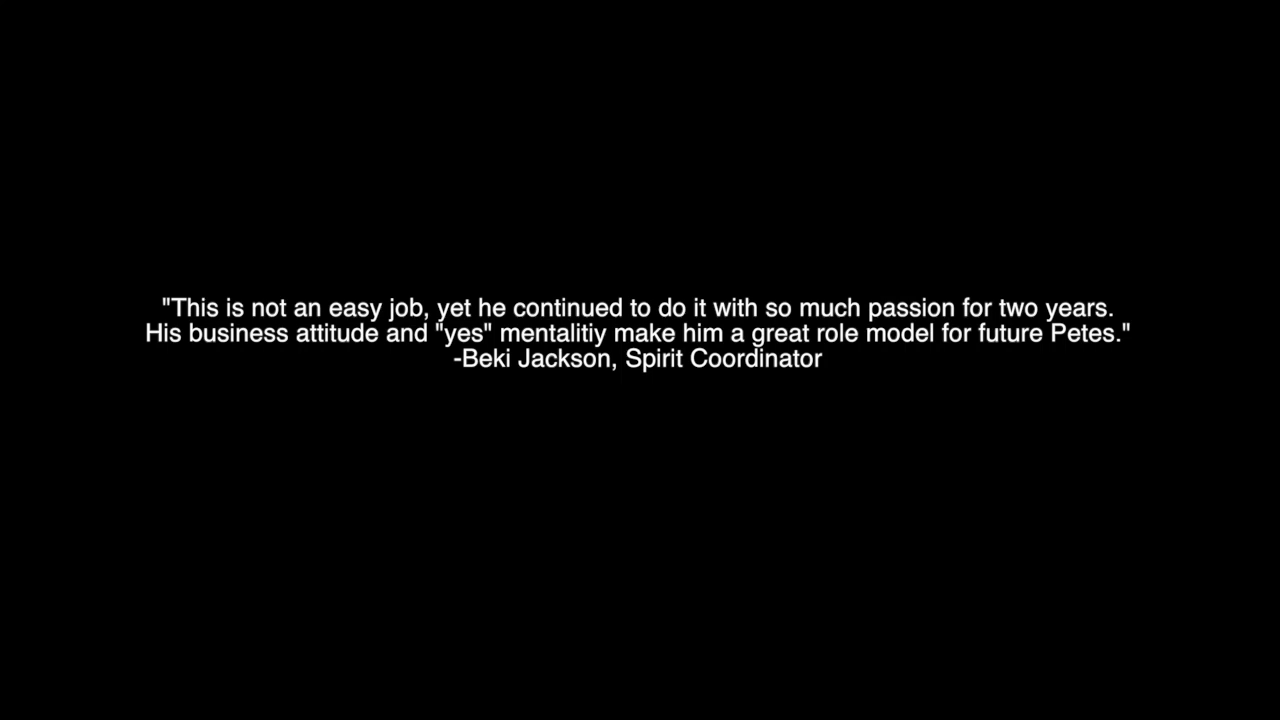 "This is not an easy job, yet he continued to do it with so much passion for two years.
His business attitude and "yes" mentalitiy make him a great role model for future Petes."
-Beki Jackson, Spirit Coordinator